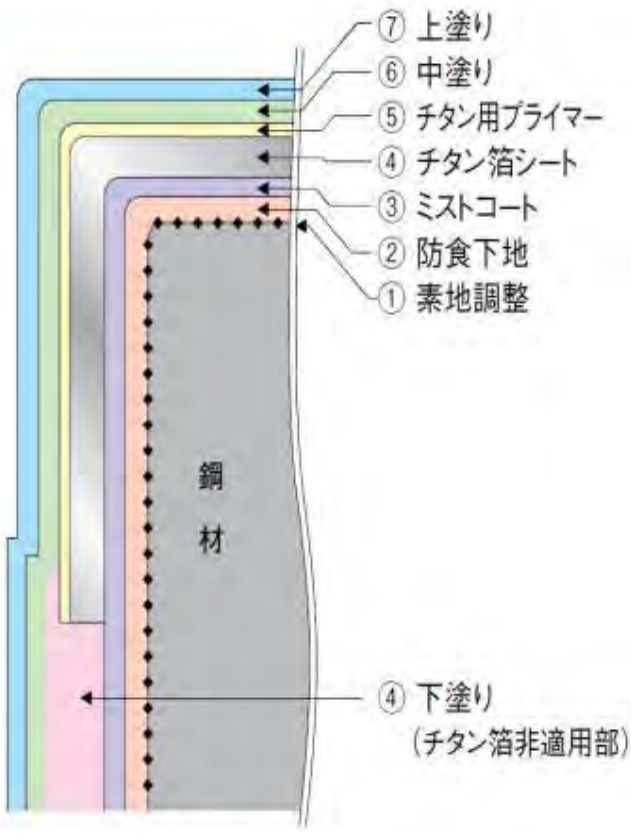 ⑦ 上塗り
⑥ 中塗り
⑤ チタン用プライマー
④ チタン箔シート
③ ミストコート
② 防食下地
① 素地調整
鋼
材
④ 下塗り
(チタン箔非適用部)